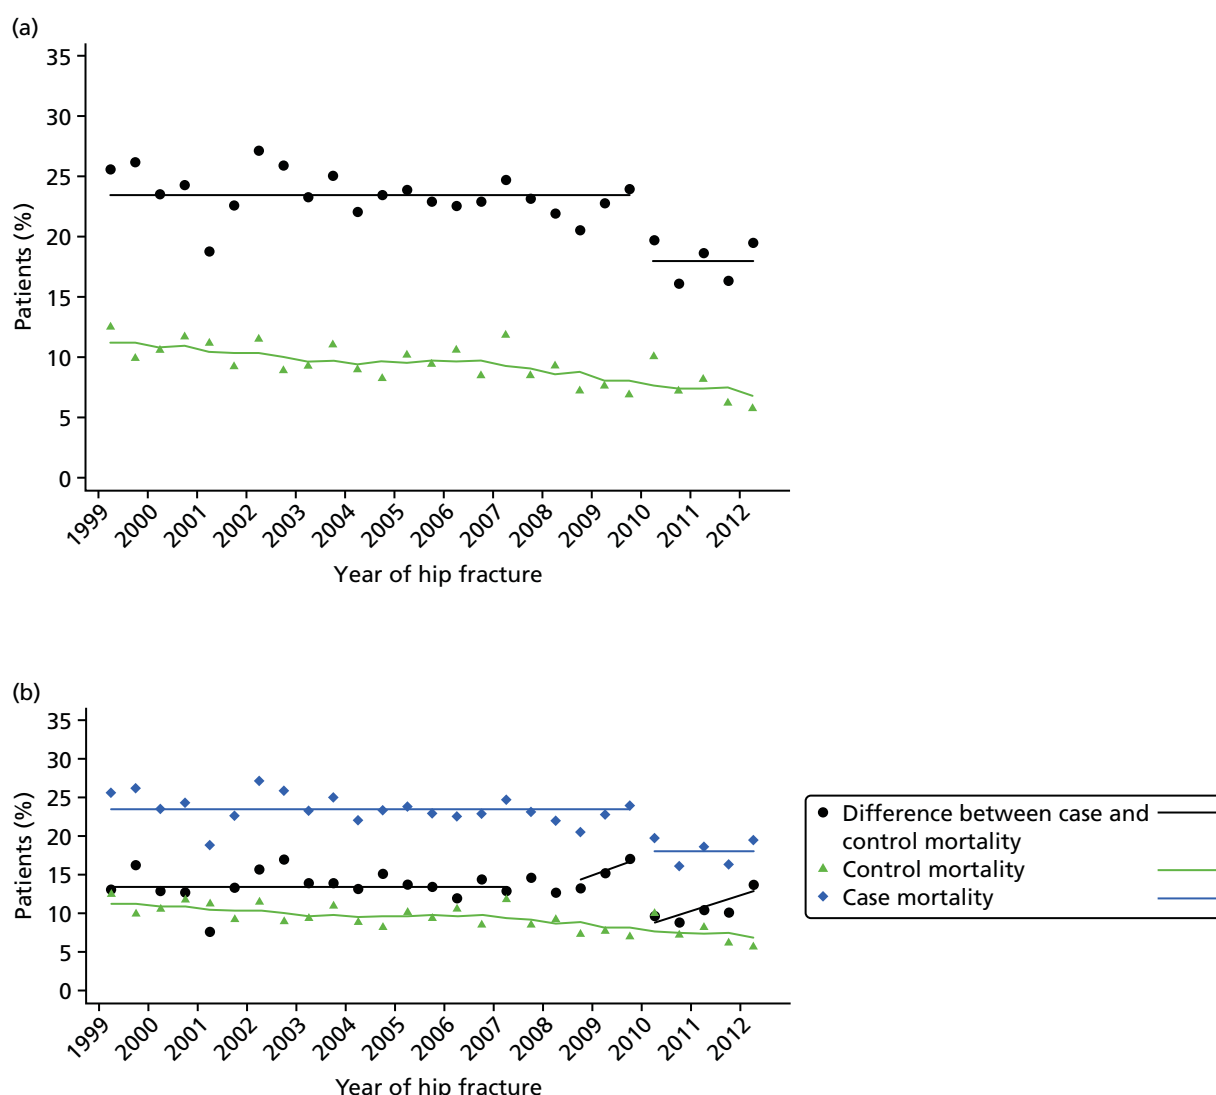 (a)
35
30
25
20
15
10
5
0
Patients (%)
1999 2000 2001 2002 2003 2004 2005 2006 2007 2008 2009 2010 2011 2012
Year of hip fracture
(b)
35
30
25
20
15
10
5
0
Patients (%)
1999 2000 2001 2002 2003 2004 2005 2006 2007 2008 2009 2010 2011 2012
Year of hip fracture
Difference between case and
control mortality
Control mortality
Case mortality